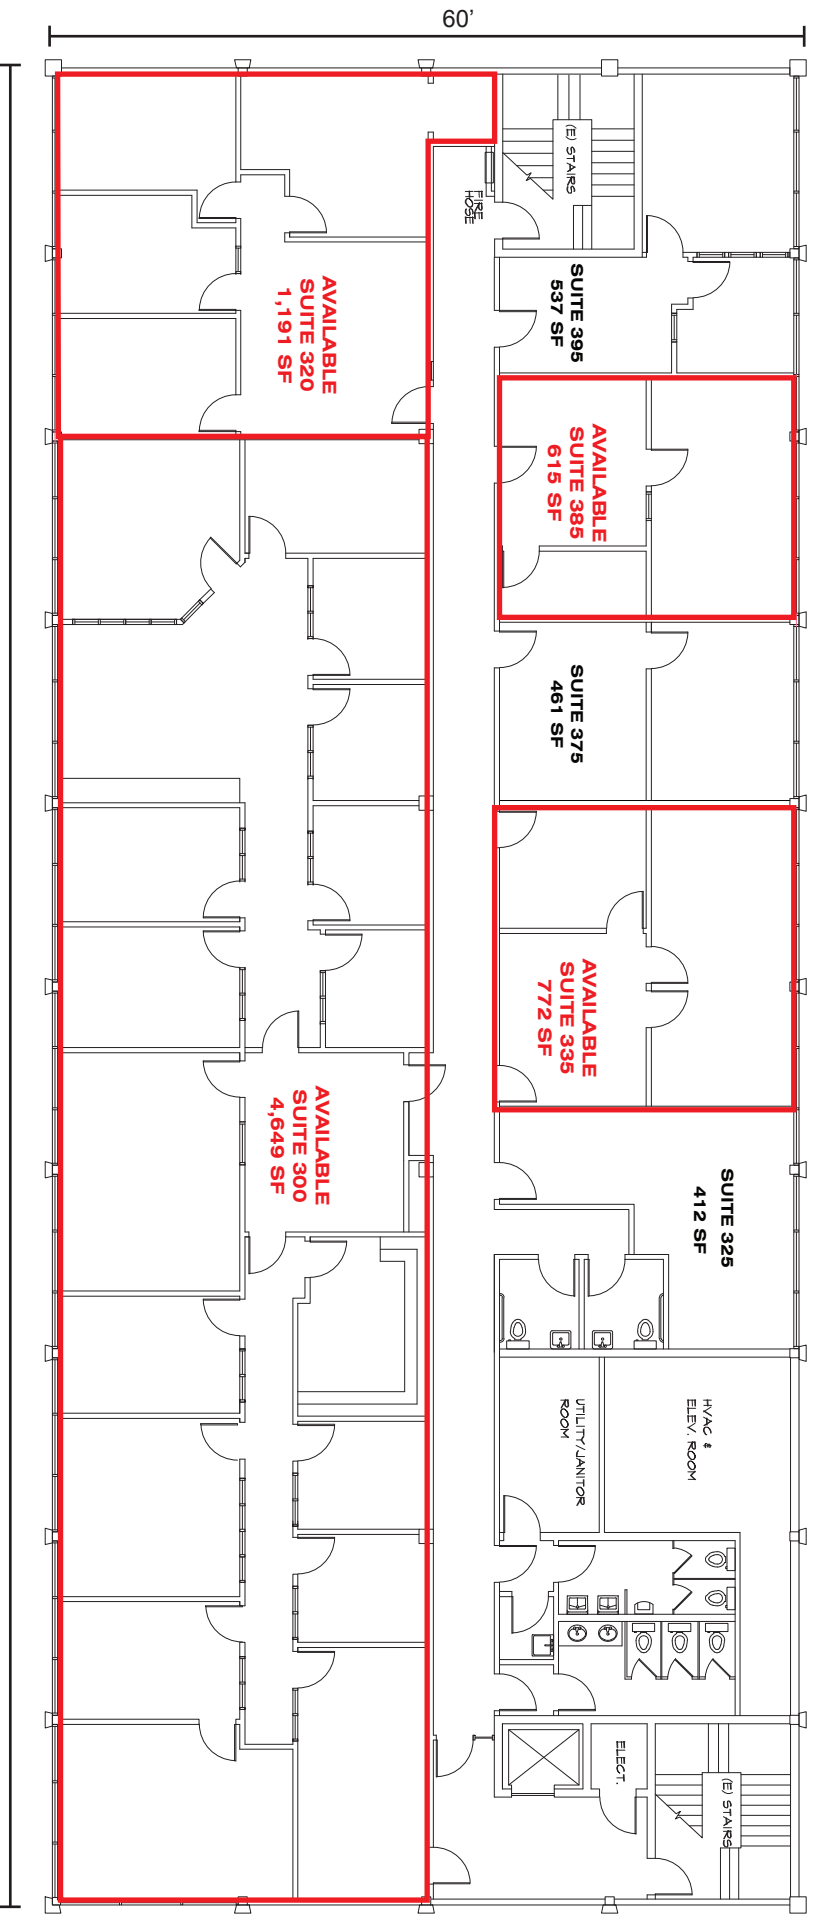 60'
(E) STAIRS
FIRE
HOSE
SUITE 395
537 SF
AVAILABLE
SUITE 320
1,191 SF
AVAILABLE
SUITE 385
615 SF
SUITE 375
461 SF
AVAILABLE
SUITE 335
772 SF
AVAILABLE
SUITE 300
4,649 SF
SUITE 325
412 SF
UTILITY/JANITOR
ROOM
HVAC &
ELEV. ROOM
ELECT.
(E) STAIRS